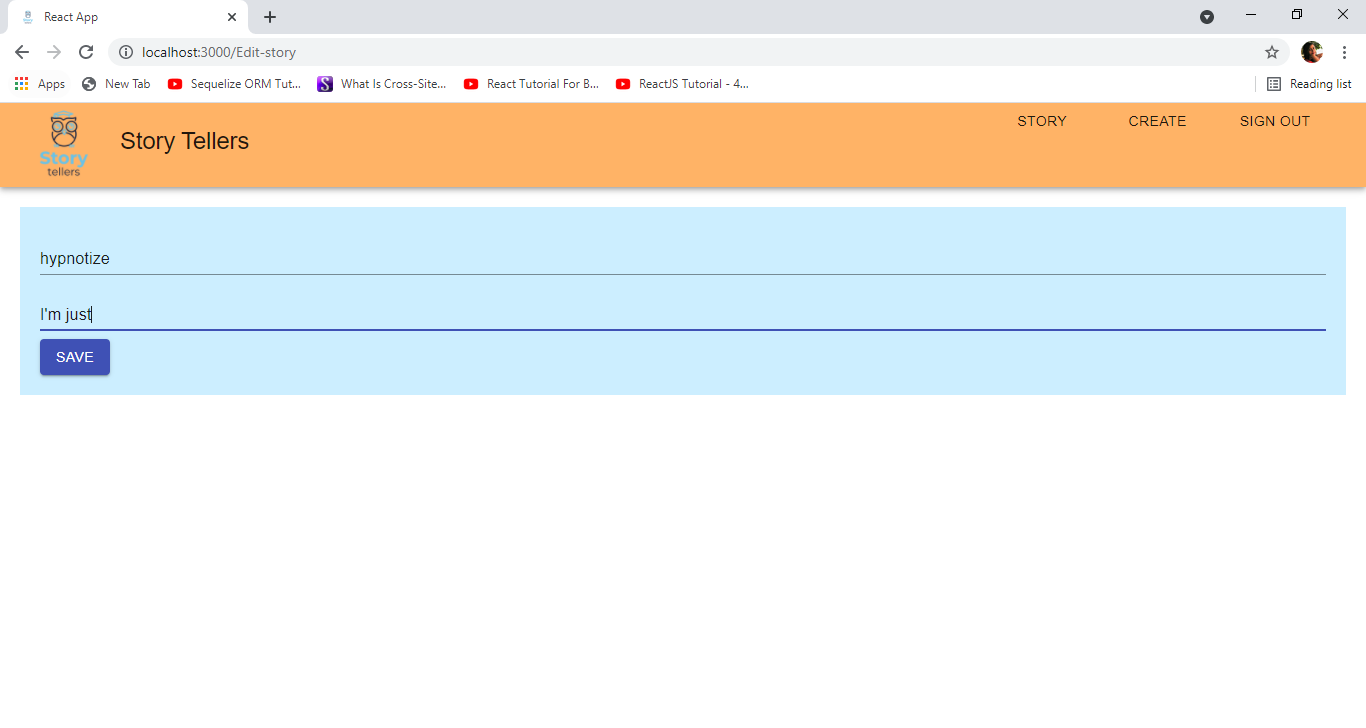 React App
localhost:3000/Edit-story
Apps New Tab Sequelize ORM Tut... What Is Cross-Site... React Tutorial For B... ReactJS Tutorial - 4... Reading list
Story
tellers
Story Tellers
STORY CREATE SIGN OUT
hypnotize
I'm just
SAVE